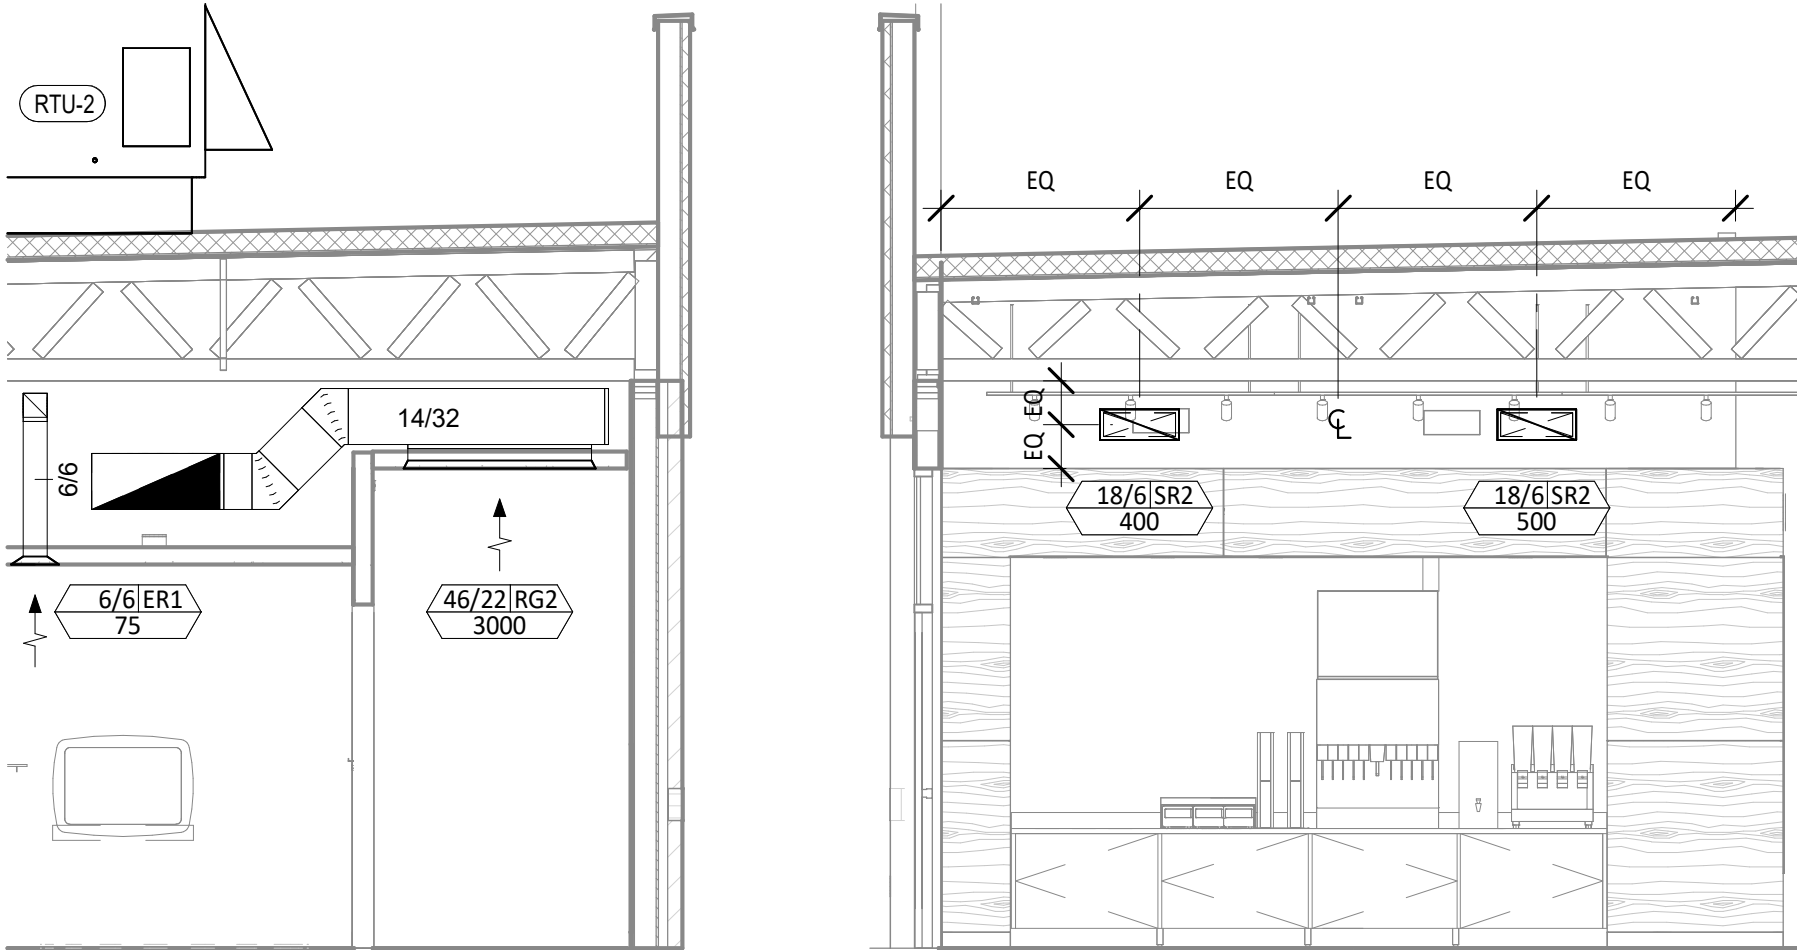 RTU-2
EQ EQ EQ EQ
14/32
EQ
EQ
CL
6/6
18/6 SR2
400
18/6 SR2
500
6/6 ER1
75
46/22 RG2
3000